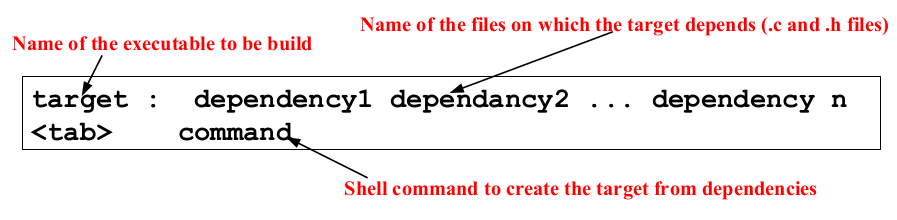 Name of the files on which the target depends (.c and .h files)
Name of the executable to be build
target : dependency1 dependancy2 ... dependency n
<tab> command
Shell command to create the target from dependencies